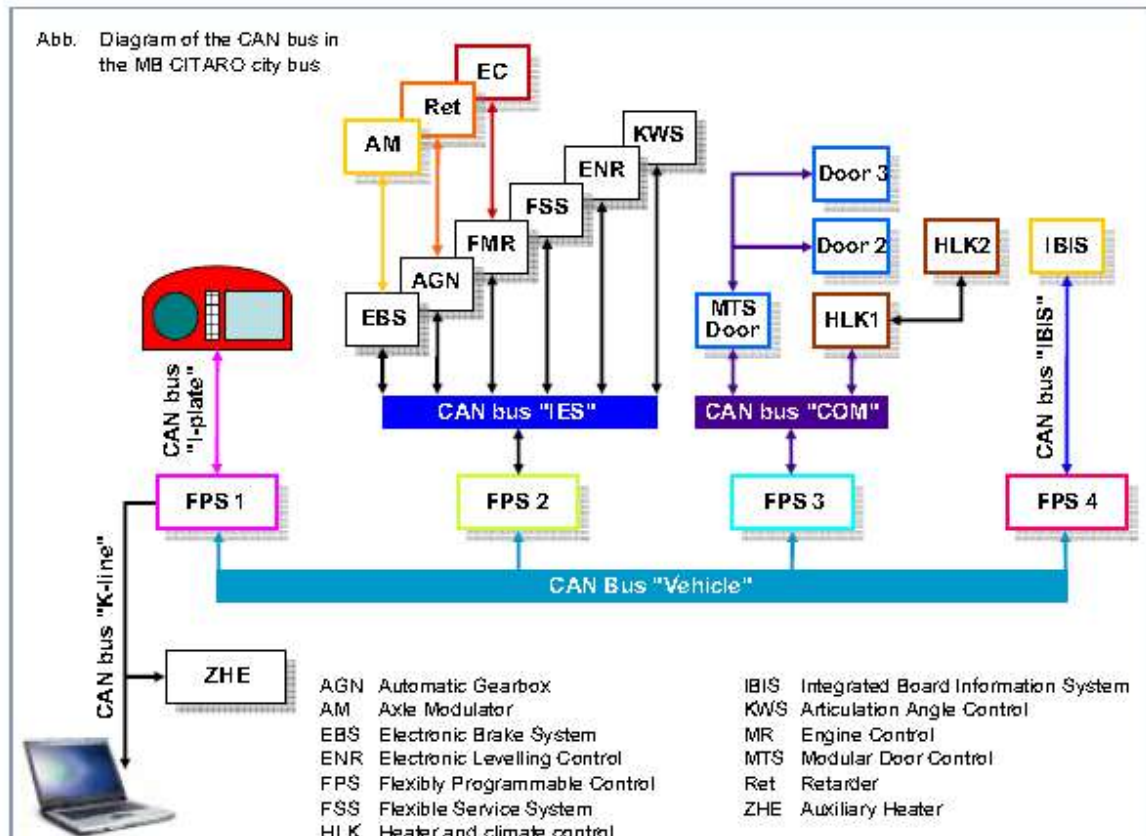 Abb. Diagram of the CAN bus in
the MB CITARO city bus
EC
Ret
AM
KWS
ENR
FSS
FMR
AGN
EBS
Door 3
Door 2
MTS
Door
HLK2
HLK1
IBIS
CAN bus
"I-plate"
CAN bus "IES"
CAN bus "COM"
CAN bus "IBIS"
FPS 1
FPS 2
FPS 3
FPS 4
CAN Bus "Vehicle"
CAN bus "K-line"
ZHE
AGN Automatic Gearbox
AM Axle Modulator
EBS Electronic Brake System
ENR Electronic Levelling Control
FPS Flexibly Programmable Control
FSS Flexible Service System
HLK Heater and climate control
IBIS Integrated Board Information System
KWS Articulation Angle Control
MR Engine Control
MTS Modular Door Control
Ret Retarder
ZHE Auxiliary Heater